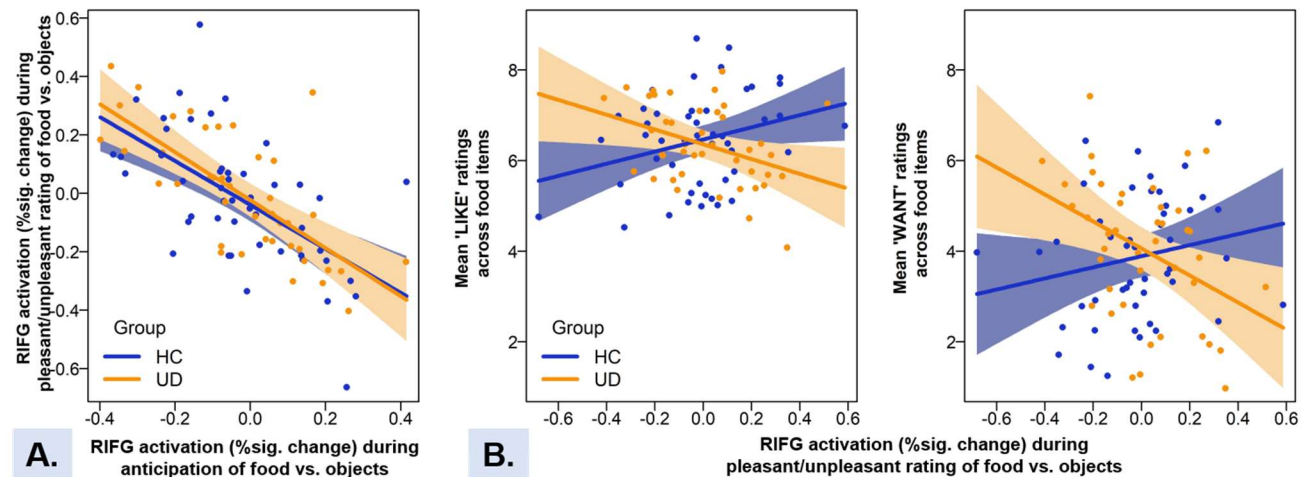 RIFG activation (%sig. change) during
pleasant/unpleasant rating of food vs. objects
0.6
0.4
0.2
0.0
-0.2
-0.4
-0.6
Group
HC
UD
-0.4
-0.2
0.0
0.2
0.4
A.
RIFG activation (%sig. change) during
anticipation of food vs. objects
Mean 'LIKE' ratings
across food items
8
6
4
2
Group
HC
UD
-0.6
-0.4
-0.2
0.0
0.2
0.4
0.6
Mean 'WANT' ratings
across food items
8
6
4
2
-0.6
-0.4
-0.2
0.0
0.2
0.4
0.6
B.
RIFG activation (%sig. change) during
pleasant/unpleasant rating of food vs. objects